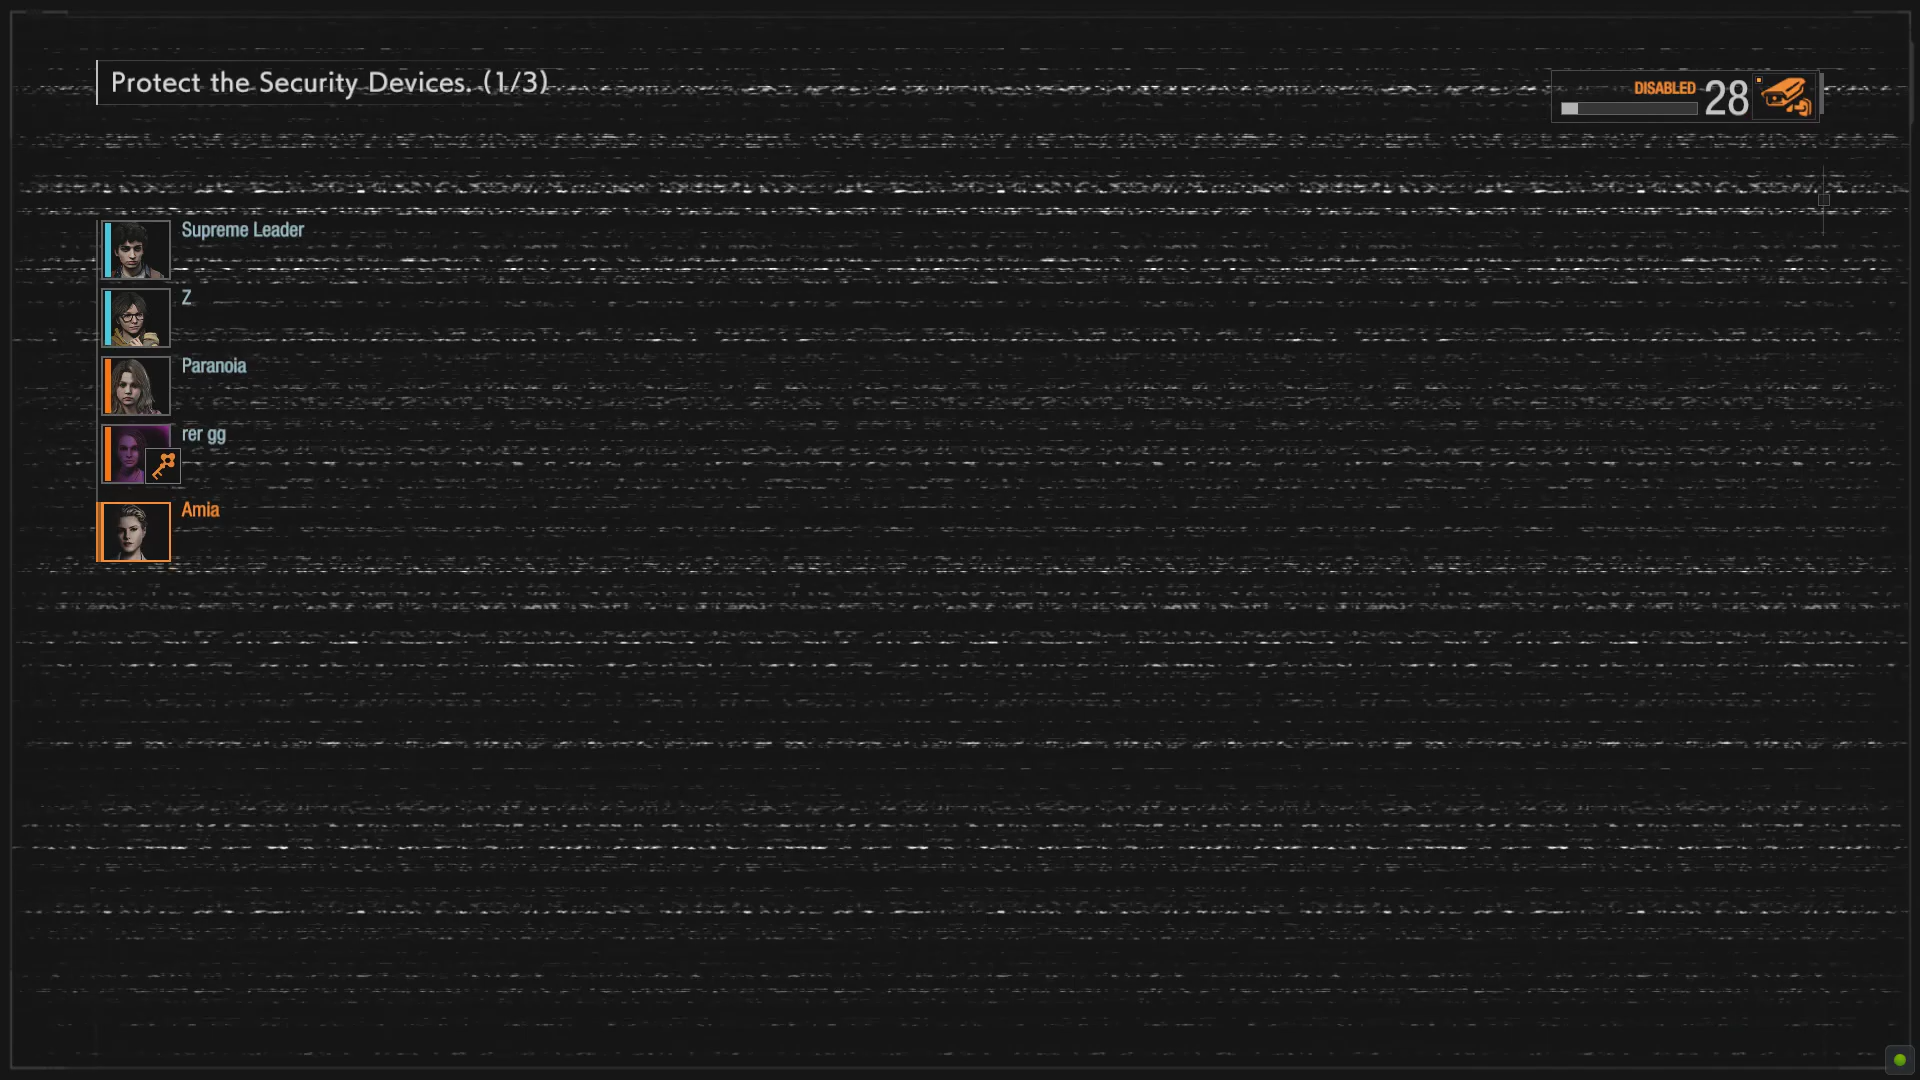 Protect the Security Devices. (1/3)
DISABLED 28
Supreme Leader
Z
Paranoia
rer gg
Amia